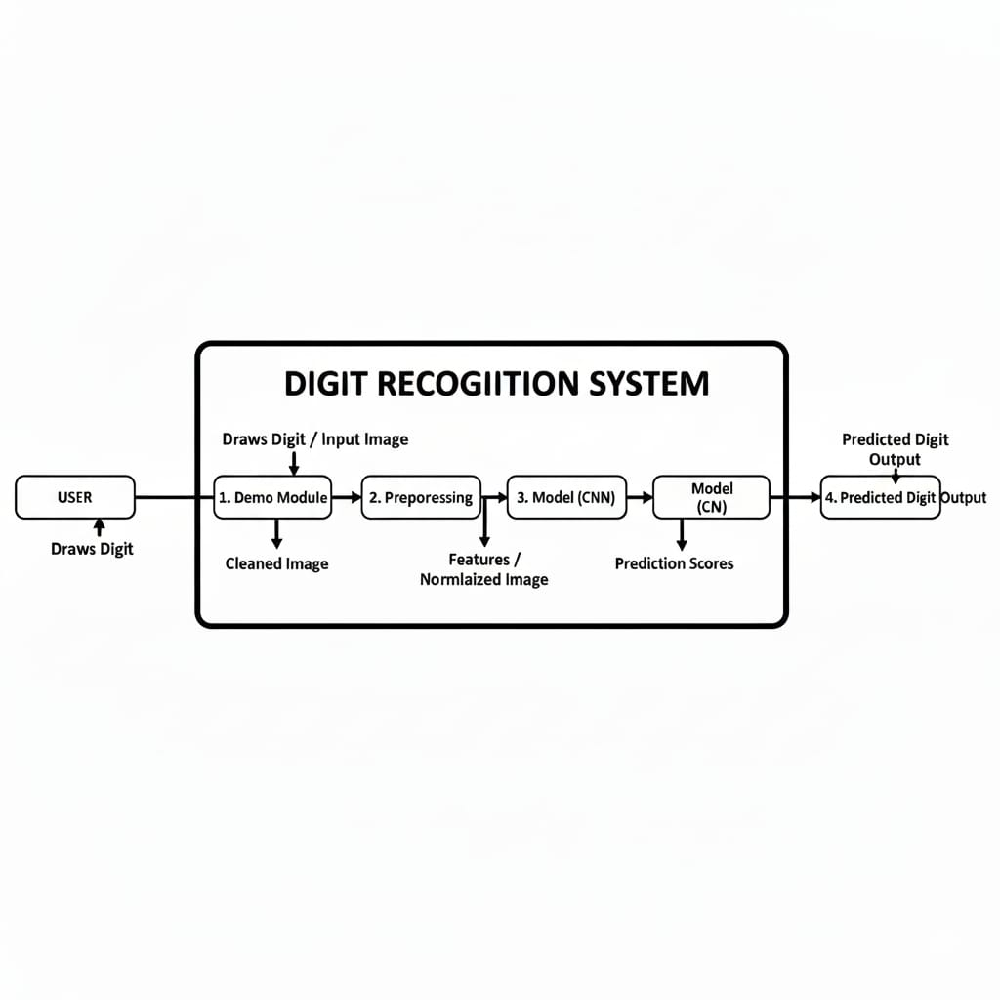 DIGIT RECOGIITION SYSTEM
Draws Digit / Input Image
Predicted Digit
Output
USER
1. Demo Module
2. Preporessing
3. Model (CNN)
Model
(CN)
4. Predicted Digit Output
Draws Digit
Cleaned Image
Features /
Normlaized Image
Prediction Scores